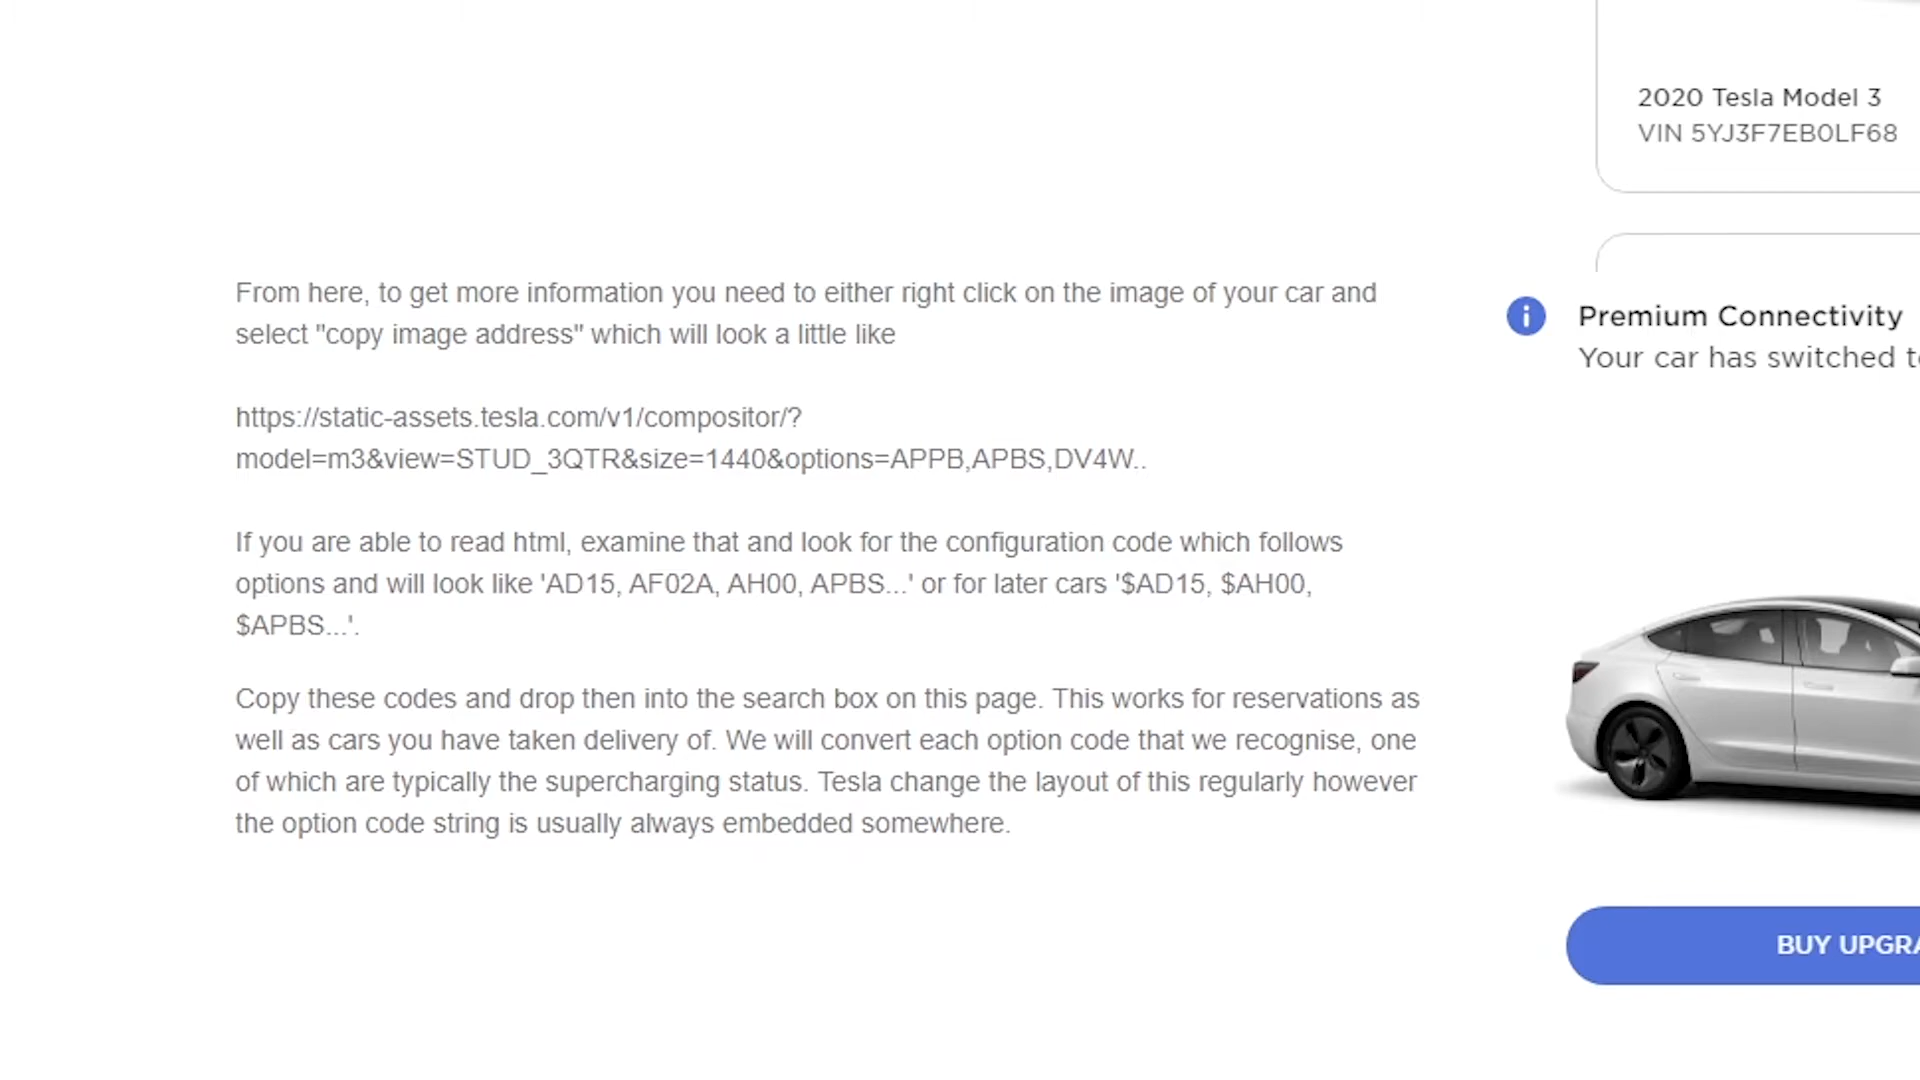 2020 Tesla Model 3
VIN 5YJ3F7EB0LF68
From here, to get more information you need to either right click on the image of your car and
select "copy image address" which will look a little like
https://static-assets.tesla.com/v1/compositor/?
model=m3&view=STUD_3QTR&size=1440&options=APPB,APBS,DV4W..
If you are able to read html, examine that and look for the configuration code which follows
options and will look like 'AD15, AF02A, AH00, APBS...' or for later cars '$AD15, $AH00,
$APBS...'.
Copy these codes and drop then into the search box on this page. This works for reservations as
well as cars you have taken delivery of. We will convert each option code that we recognise, one
of which are typically the supercharging status. Tesla change the layout of this regularly however
the option code string is usually always embedded somewhere.
Premium Connectivity
Your car has switched
BUY